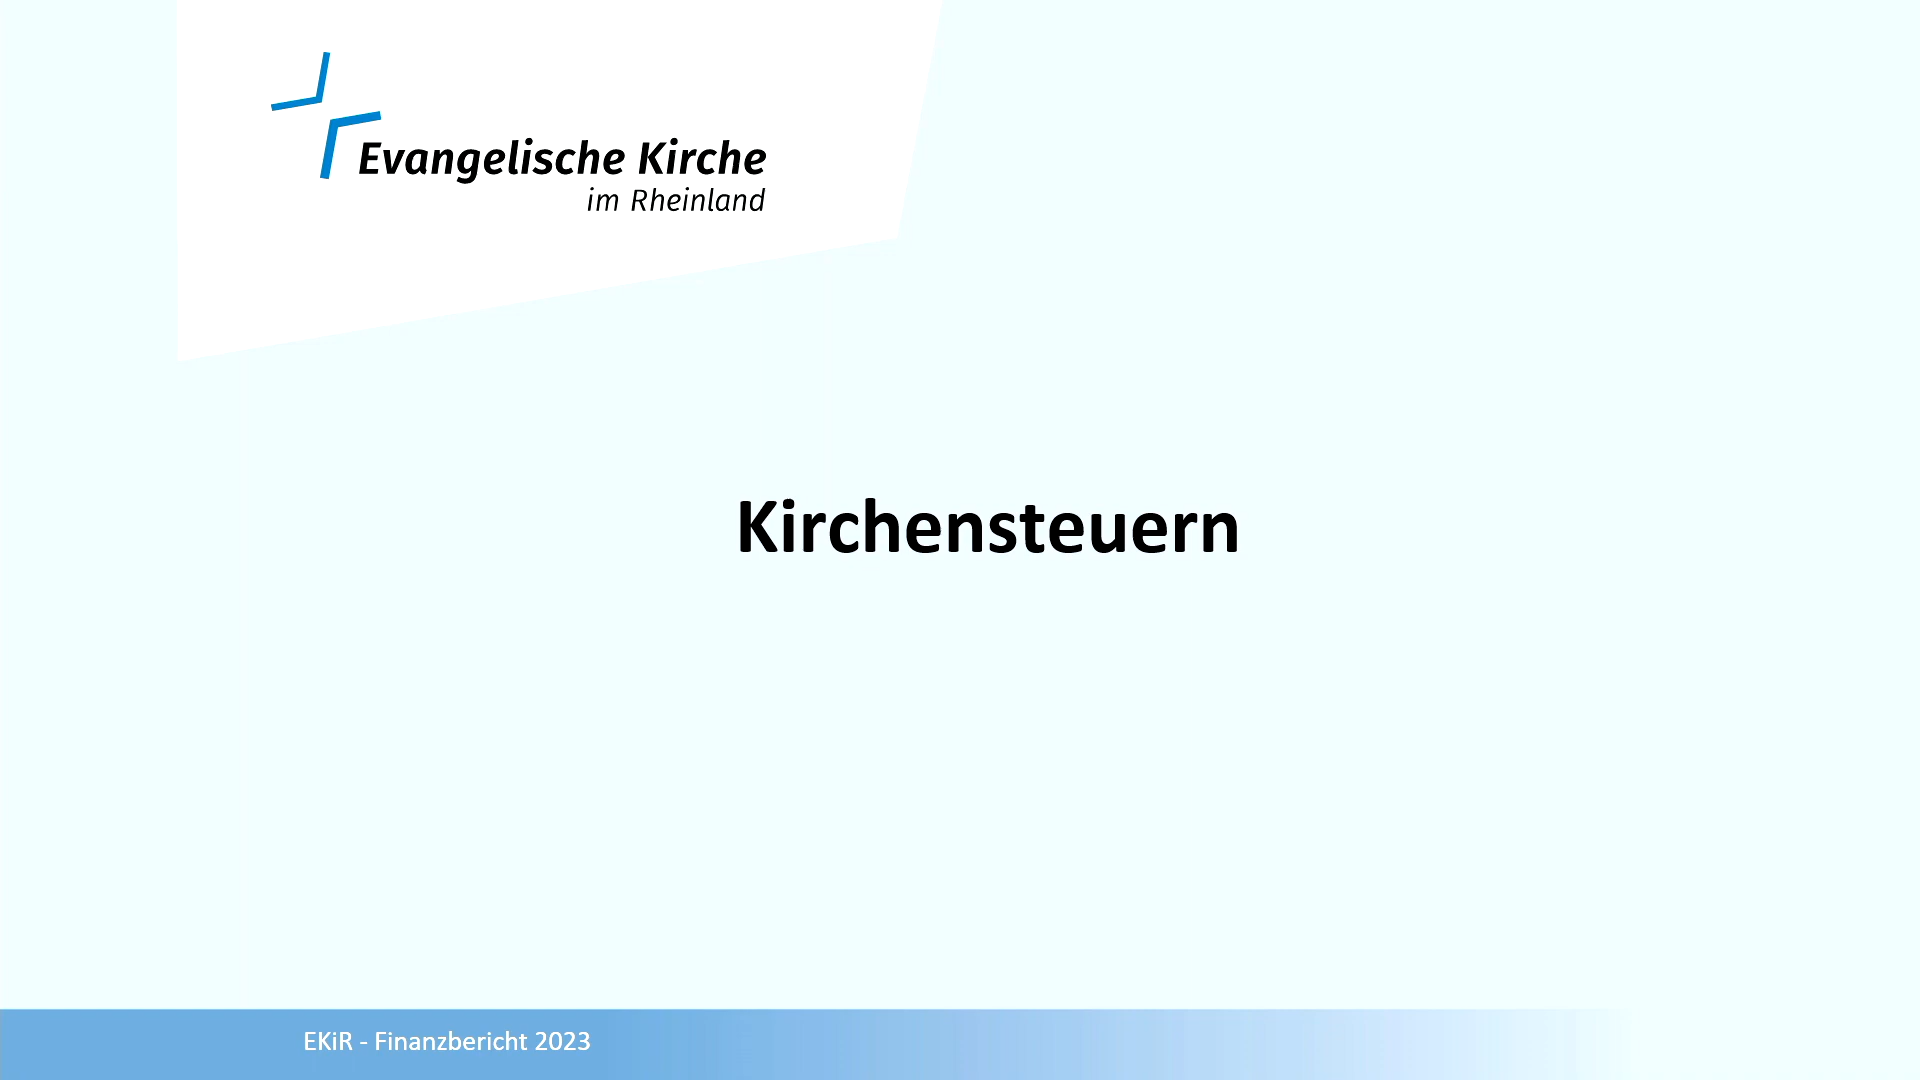 Evangelische Kirche
im Rheinland
Kirchensteuern
EKiR - Finanzbericht 2023